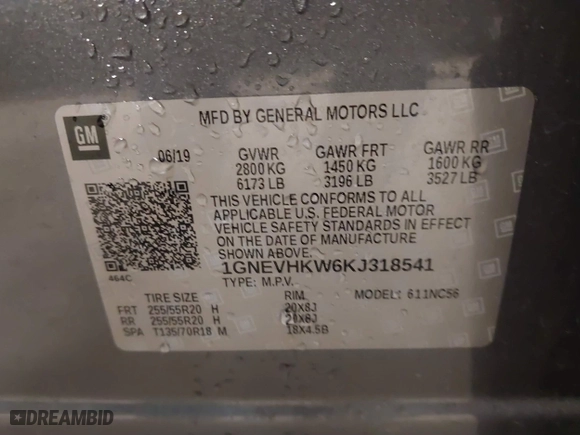 MFD BY GENERAL MOTORS LLC
GM
06/19 GVWR GAWR FRT GAWR RR
2800 KG 1450 KG 1600 KG
6173 LB 3196 LB 3527 LB
THIS VEHICLE CONFORMS TO ALL
APPLICABLE U.S. FEDERAL MOTOR
VEHICLE SAFETY STANDARDS IN EFFECT
ON THE DATE OF MANUFACTURE
SHOWN ABOVE.
464C
1GNEVHKW6KJ318541
TYPE: M.P.V. MODEL: 611NC56
TIRE SIZE RIM
FRT 255/55R20 H 20X8J
RR 255/55R20 H 20X8J
SPA T135/70R18 M 18X4.5B
DREAMBID